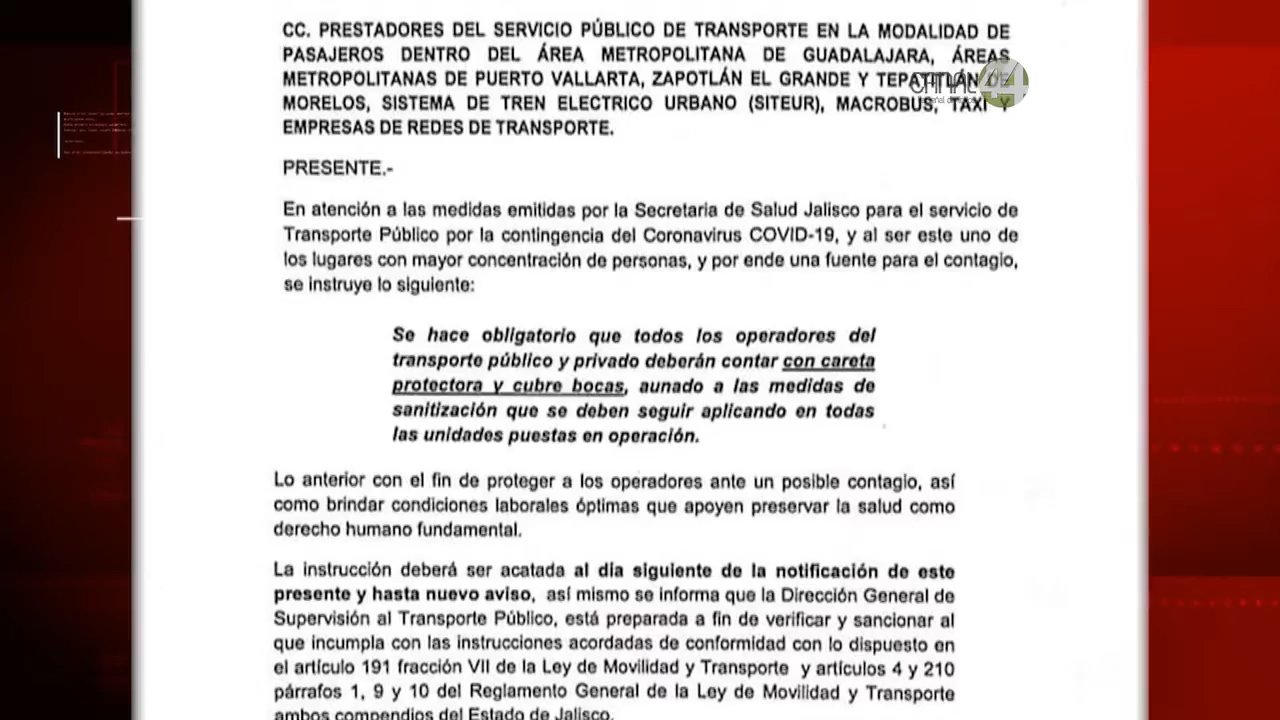 CC. PRESTADORES DEL SERVICIO PÚBLICO DE TRANSPORTE EN LA MODALIDAD DE
PASAJEROS DENTRO DEL ÁREA METROPOLITANA DE GUADALAJARA, ÁREAS
METROPOLITANAS DE PUERTO VALLARTA, ZAPOTLÁN EL GRANDE Y TEPATITLÁN DE
MORELOS, SISTEMA DE TREN ELECTRICO URBANO (SITEUR), MACROBUS, TAXI Y
EMPRESAS DE REDES DE TRANSPORTE.
CANAL 44
PRESENTE.-
En atención a las medidas emitidas por la Secretaria de Salud Jalisco para el servicio de
Transporte Público por la contingencia del Coronavirus COVID-19, y al ser este uno de
los lugares con mayor concentración de personas, y por ende una fuente para el contagio,
se instruye lo siguiente:
Se hace obligatorio que todos los operadores del
transporte público y privado deberán contar con careta
protectora y cubre bocas, aunado a las medidas de
sanitización que se deben seguir aplicando en todas
las unidades puestas en operación.
Lo anterior con el fin de proteger a los operadores ante un posible contagio, así
como brindar condiciones laborales óptimas que apoyen preservar la salud como
derecho humano fundamental.
La instrucción deberá ser acatada al día siguiente de la notificación de este
presente y hasta nuevo aviso, así mismo se informa que la Dirección General de
Supervisión al Transporte Público, está preparada a fin de verificar y sancionar al
que incumpla con las instrucciones acordadas de conformidad con lo dispuesto en
el artículo 191 fracción VII de la Ley de Movilidad y Transporte y artículos 4 y 210
párrafos 1, 9 y 10 del Reglamento General de la Ley de Movilidad y Transporte
ambos compendios del Estado de Jalisco.